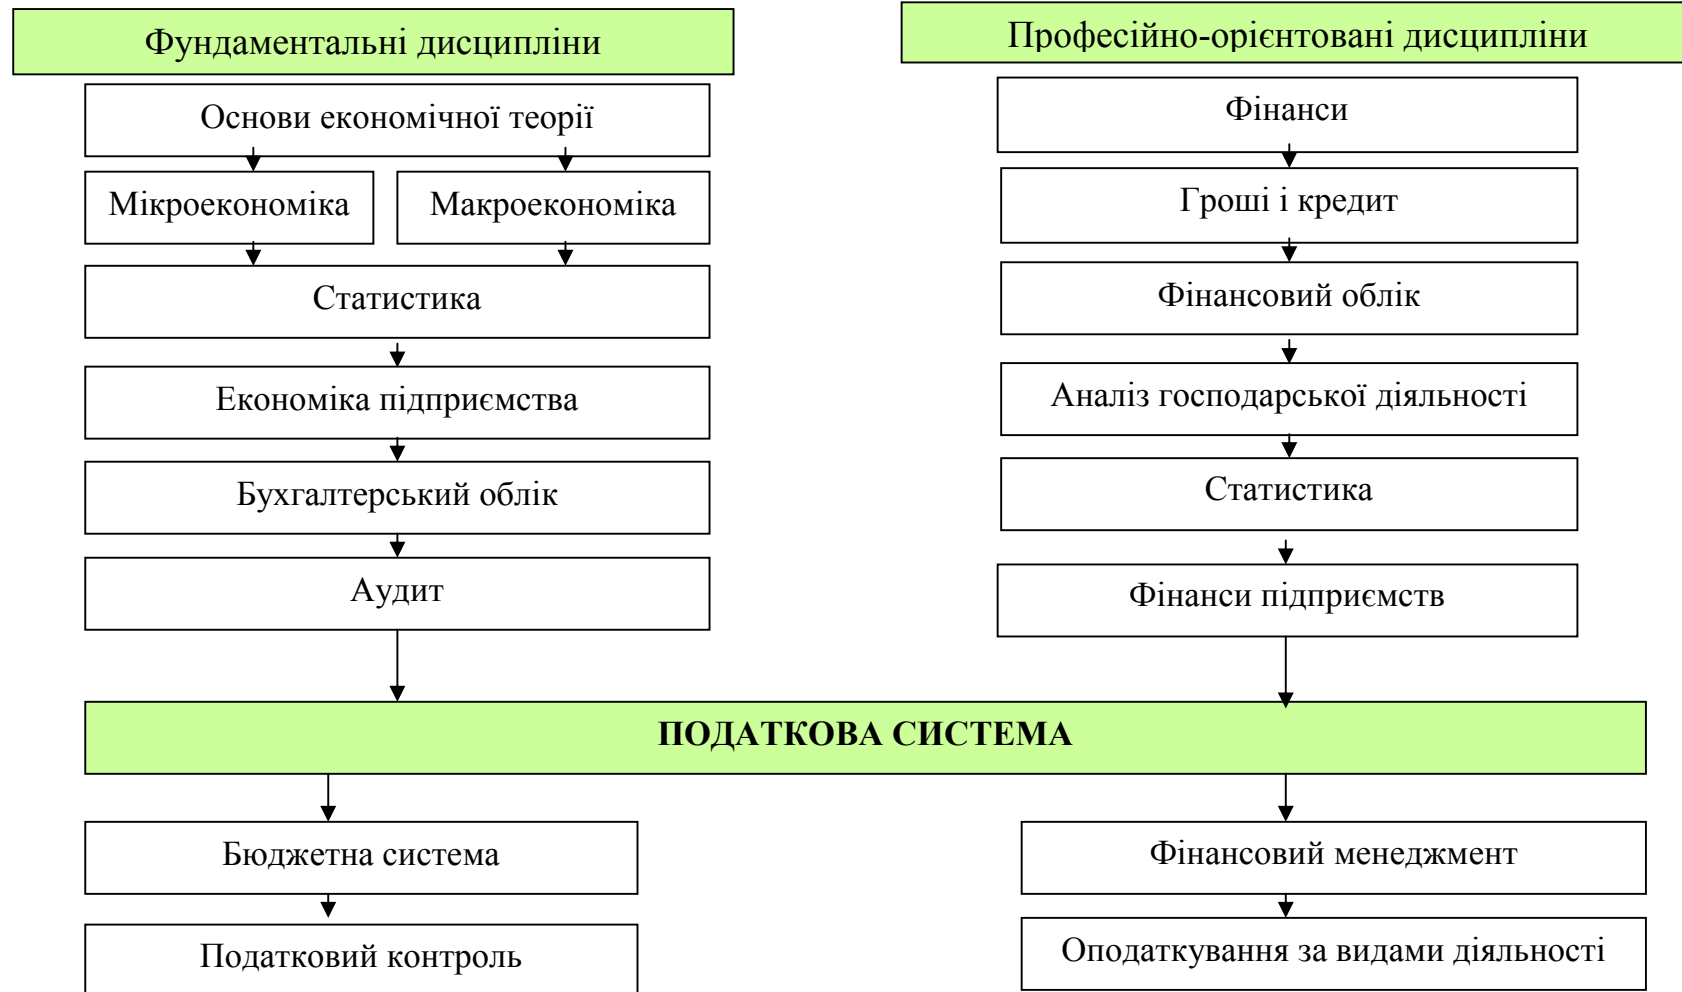 Фундаментальні дисципліни
Основи економічної теорії
Мікроекономіка
Макроекономіка
Статистика
Економіка підприємства
Бухгалтерський облік
Аудит
Професійно-орієнтовані дисципліни
Фінанси
Гроші і кредит
Фінансовий облік
Аналіз господарської діяльності
Статистика
Фінанси підприємств
ПОДАТКОВА СИСТЕМА
Бюджетна система
Податковий контроль
Фінансовий менеджмент
Оподаткування за видами діяльності